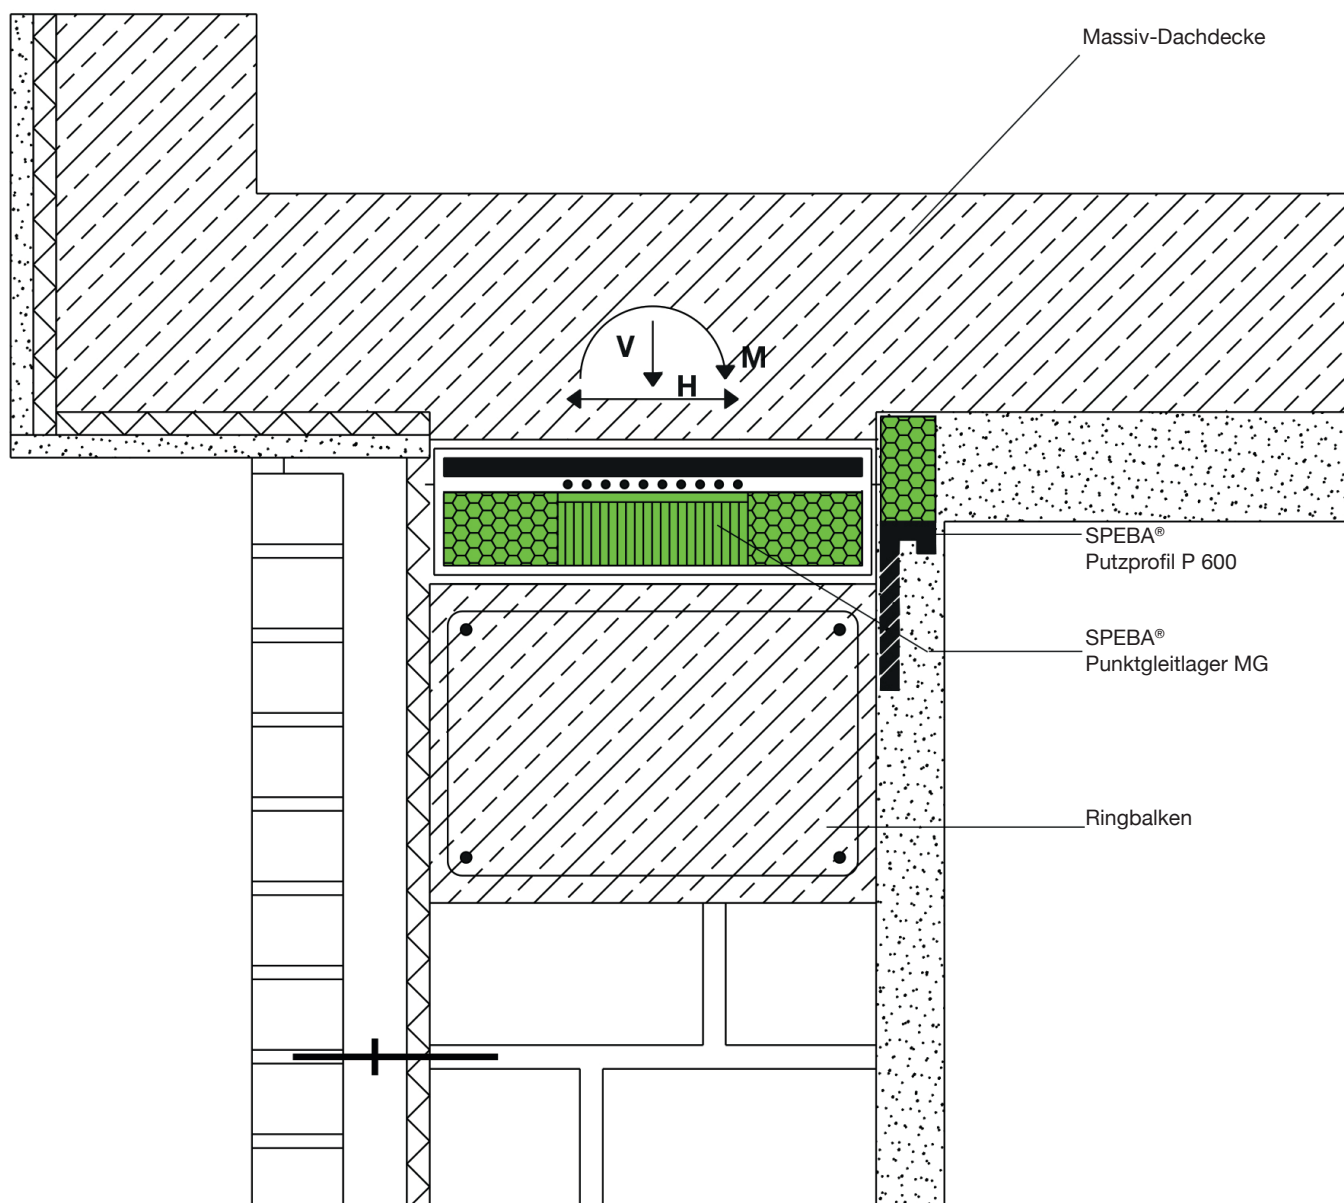 Massiv-Dachdecke
V
M
H
SPEBA®
Putzprofil P 600
SPEBA®
Punktgleitlager MG
Ringbalken